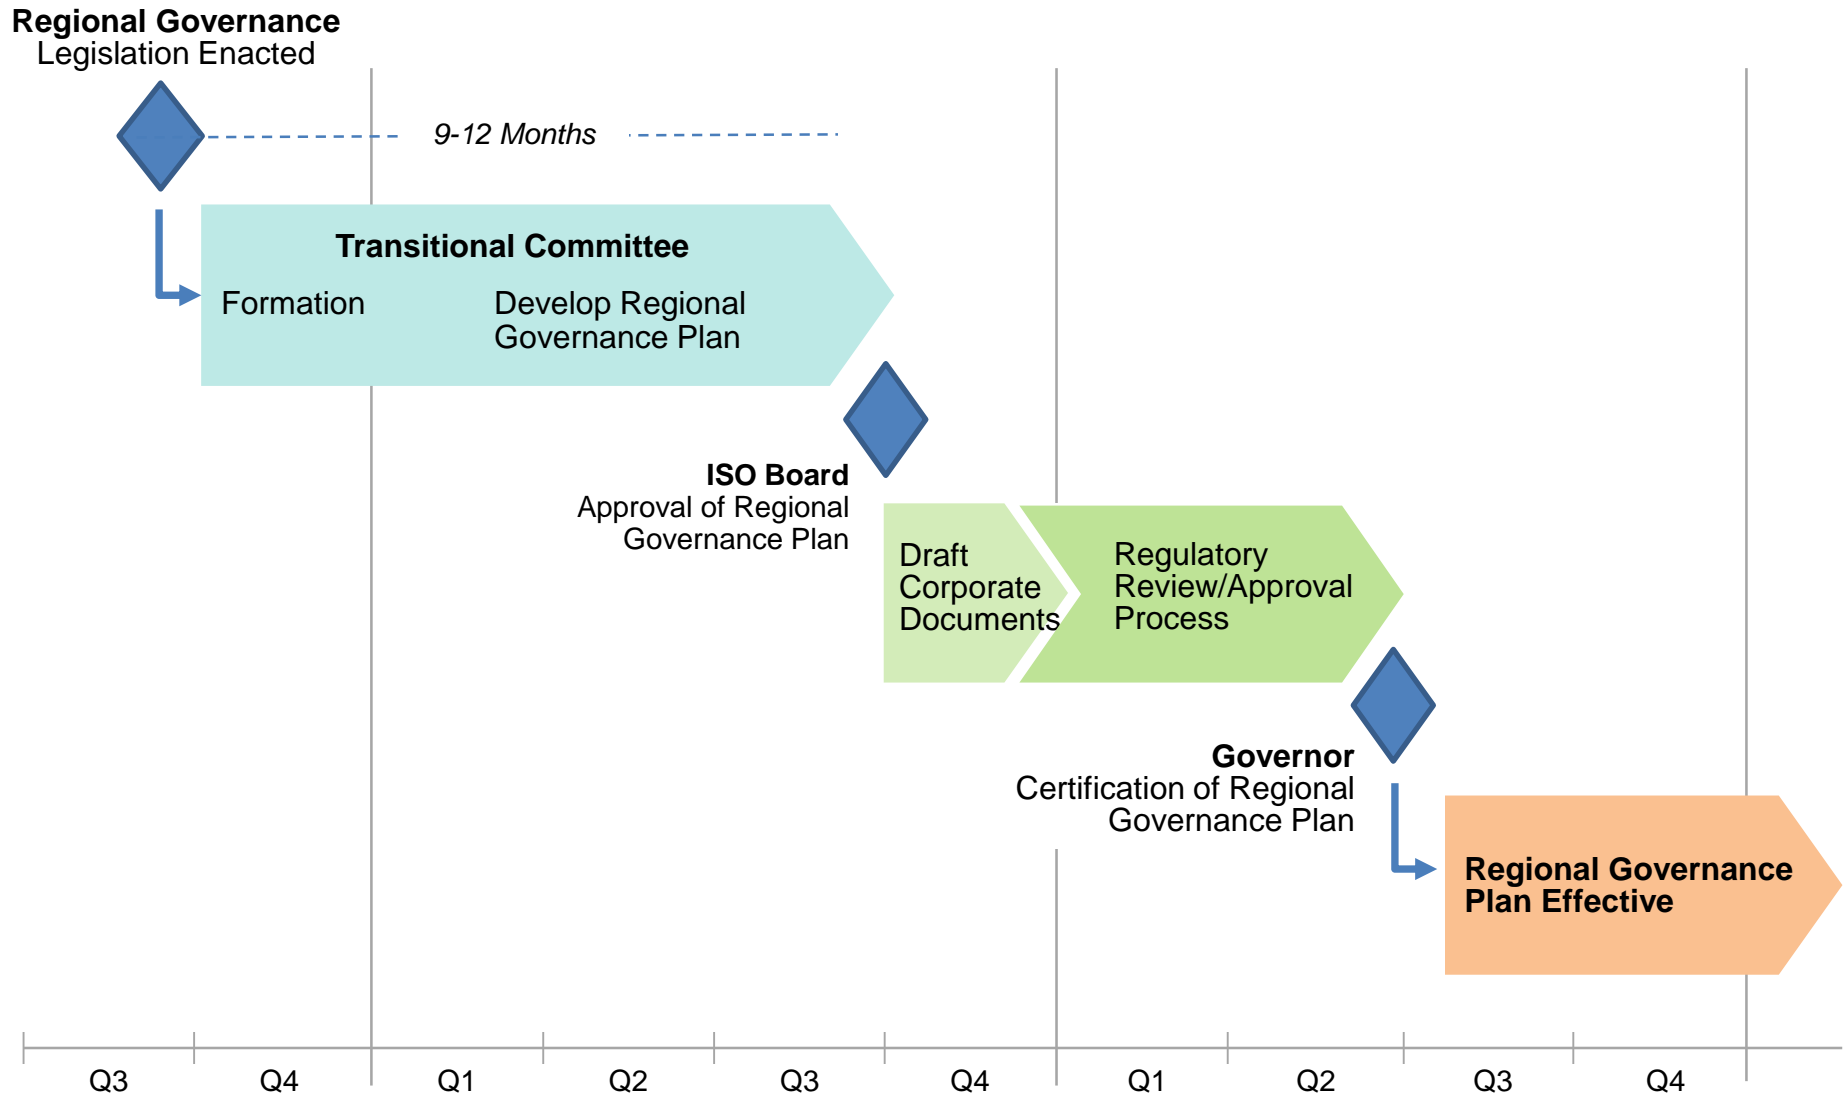 Regional Governance
Legislation Enacted
9-12 Months
Transitional Committee
Formation
Develop Regional
Governance Plan
ISO Board
Approval of Regional
Governance Plan
Draft
Corporate
Documents
Regulatory
Review/Approval
Process
Governor
Certification of Regional
Governance Plan
Regional Governance
Plan Effective
Q3 Q4 Q1 Q2 Q3 Q4 Q1 Q2 Q3 Q4